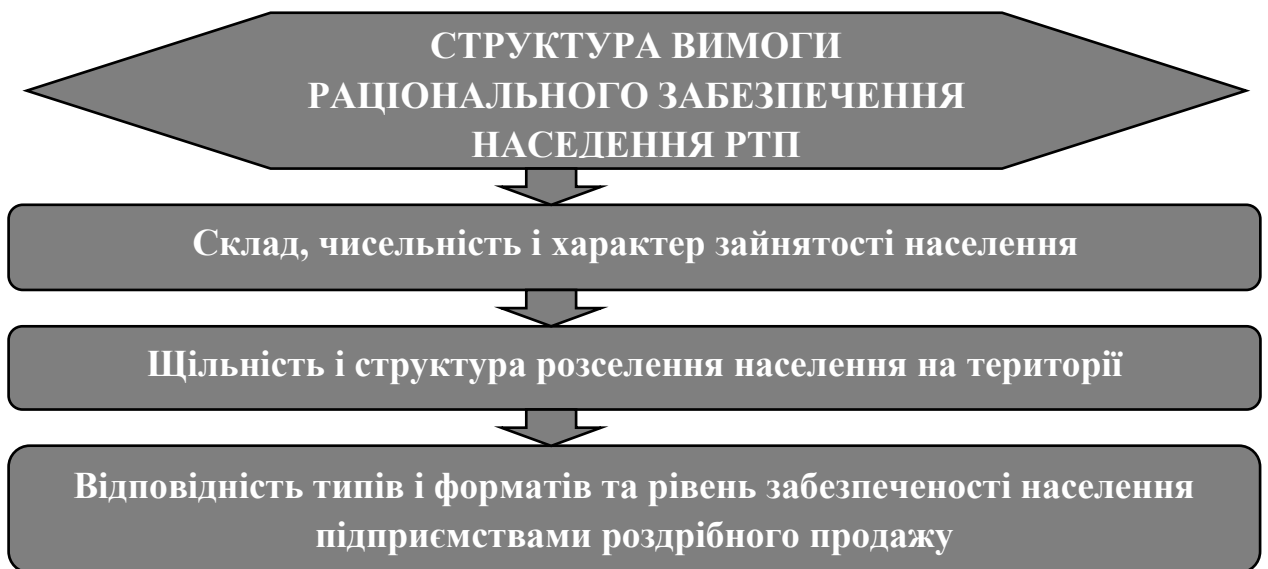 СТРУКТУРА ВИМОГИ
РАЦІОНАЛЬНОГО ЗАБЕЗПЕЧЕННЯ
НАСЕДЕННЯ РТП
Склад, чисельність і характер зайнятості населення
Щільність і структура розселення населення на території
Відповідність типів і форматів та рівень забезпеченості населення
підприємствами роздрібного продажу